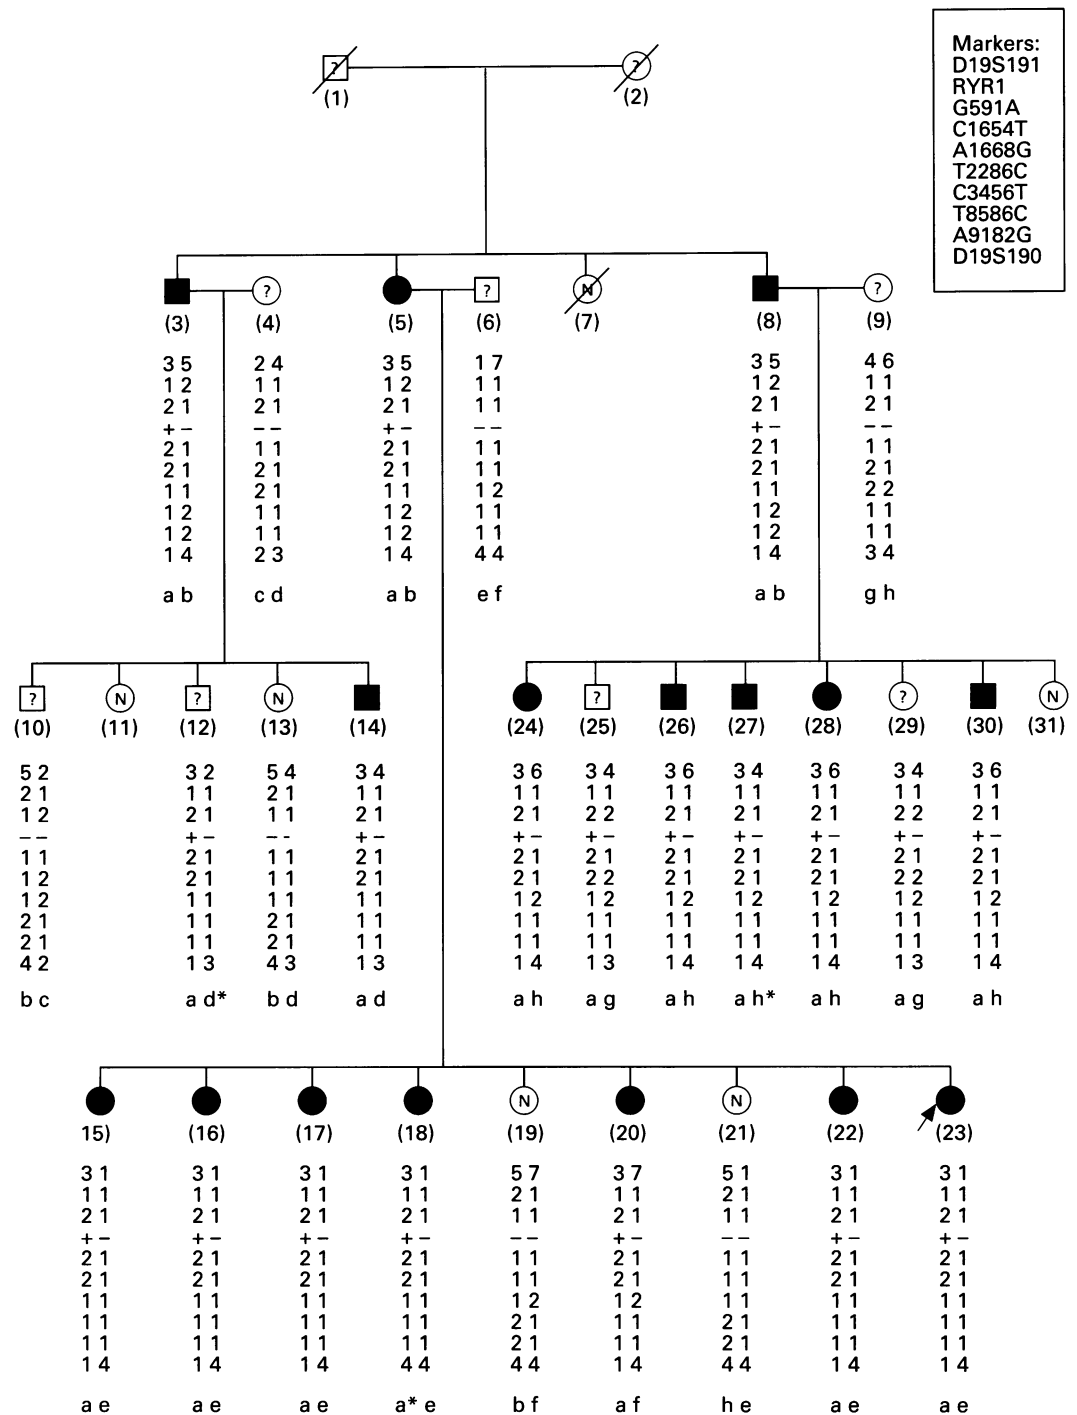 Markers:
D19S191
RYR1
G591A
C1654T
A1668G
T2286C
C3456T
T8586C
A9182G
D19S190
? ?
(1) (2)
? ? N ?
(3) (4) (5) (6) (7) (8) (9)
3 5 2 4 3 5 1 7 3 5 4 6
1 2 1 1 1 2 1 1 1 2 1 1
2 1 2 1 2 1 1 1 2 1 2 1
+ − − − + − − − + − − −
2 1 1 1 2 1 1 1 2 1 1 1
2 1 2 1 2 1 1 1 2 1 2 1
1 1 2 1 1 1 1 2 1 1 2 2
1 2 1 1 1 2 1 1 1 2 1 1
1 2 1 1 1 2 1 1 1 2 1 1
1 4 2 3 1 4 4 4 1 4 3 4
a b c d a b e f a b g h
? N ? N ? ? N
(10) (11) (12) (13) (14) (24) (25) (26) (27) (28) (29) (30) (31)
5 2 3 2 5 4 3 4 3 6 3 4 3 6 3 4 3 6 3 4 3 6
2 1 1 1 2 1 1 1 1 1 1 1 1 1 1 1 1 1 1 1 1 1
1 2 2 1 1 1 2 1 2 1 2 2 2 1 2 1 2 1 2 2 2 1
− − + − − - + − + − + − + − + − + − + − + −
1 1 2 1 1 1 2 1 2 1 2 1 2 1 2 1 2 1 2 1 2 1
1 2 2 1 1 1 2 1 2 1 2 2 2 1 2 1 2 1 2 2 2 1
1 2 1 1 1 1 1 1 1 2 1 2 1 2 1 2 1 2 1 2 1 2
2 1 1 1 2 1 1 1 1 1 1 1 1 1 1 1 1 1 1 1 1 1
2 1 1 1 2 1 1 1 1 1 1 1 1 1 1 1 1 1 1 1 1 1
4 2 1 3 4 3 1 3 1 4 1 3 1 4 1 4 1 4 1 3 1 4
b c a d* b d a d a h a g a h a h* a h a g a h
N N
15) (16) (17) (18) (19) (20) (21) (22) (23)
3 1 3 1 3 1 3 1 5 7 3 7 5 1 3 1 3 1
1 1 1 1 1 1 1 1 2 1 1 1 2 1 1 1 1 1
2 1 2 1 2 1 2 1 1 1 2 1 1 1 2 1 2 1
+ − + − + − + − − − + − − − + − + −
2 1 2 1 2 1 2 1 1 1 2 1 1 1 2 1 2 1
2 1 2 1 2 1 2 1 1 1 2 1 1 1 2 1 2 1
1 1 1 1 1 1 1 1 1 2 1 2 1 1 1 1 1 1
1 1 1 1 1 1 1 1 2 1 1 1 2 1 1 1 1 1
1 1 1 1 1 1 1 1 2 1 1 1 2 1 1 1 1 1
1 4 1 4 1 4 4 4 4 4 1 4 4 4 1 4 1 4
a e a e a e a* e b f a f h e a e a e